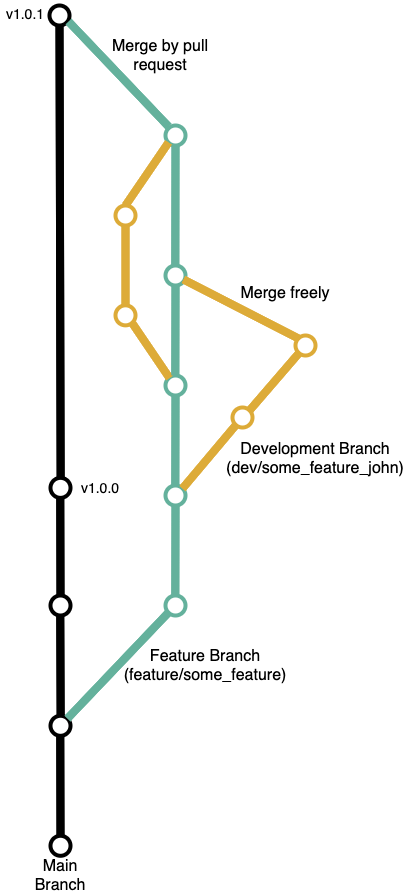 v1.0.1
Merge by pull
request
Merge freely
Development Branch
(dev/some_feature_john)
v1.0.0
Feature Branch
(feature/some_feature)
Main
Branch